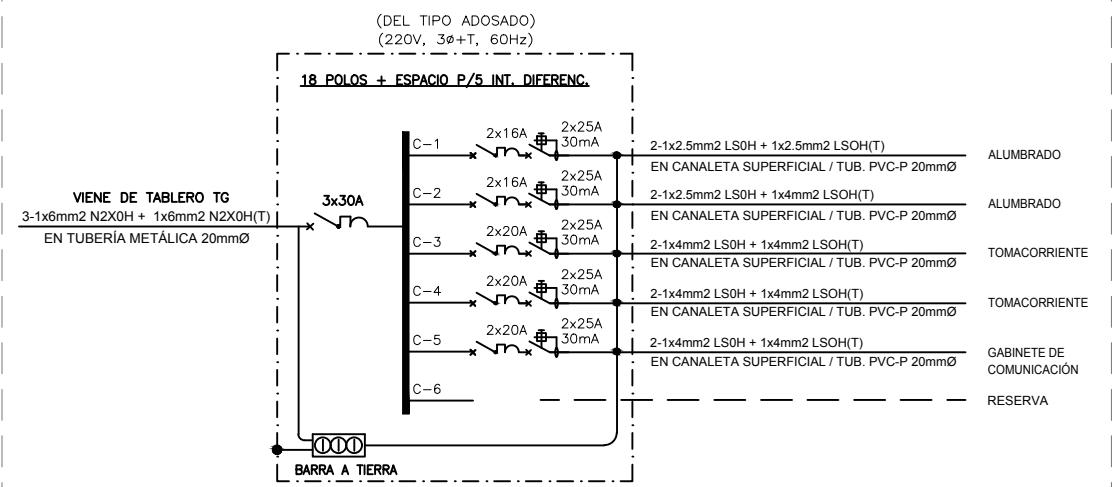 (DEL TIPO ADOSADO)
(220V, 3ø+T, 60Hz)
18 POLOS + ESPACIO P/5 INT. DIFERENC.
VIENE DE TABLERO TG
3-1x6mm2 N2X0H + 1x6mm2 N2X0H(T)
EN TUBERÍA METÁLICA 20mmØ
3x30A
C-1
2x16A
2x25A
30mA
2-1x2.5mm2 LS0H + 1x2.5mm2 LSOH(T)
EN CANALETA SUPERFICIAL / TUB. PVC-P 20mmØ
ALUMBRADO
C-2
2x16A
2x25A
30mA
2-1x2.5mm2 LS0H + 1x4mm2 LSOH(T)
EN CANALETA SUPERFICIAL / TUB. PVC-P 20mmØ
ALUMBRADO
C-3
2x20A
2x25A
30mA
2-1x4mm2 LS0H + 1x4mm2 LSOH(T)
EN CANALETA SUPERFICIAL / TUB. PVC-P 20mmØ
TOMACORRIENTE
C-4
2x20A
2x25A
30mA
2-1x4mm2 LS0H + 1x4mm2 LSOH(T)
EN CANALETA SUPERFICIAL / TUB. PVC-P 20mmØ
TOMACORRIENTE
C-5
2x20A
2x25A
30mA
2-1x4mm2 LS0H + 1x4mm2 LSOH(T)
EN CANALETA SUPERFICIAL / TUB. PVC-P 20mmØ
GABINETE DE
COMUNICACIÓN
C-6
RESERVA
BARRA A TIERRA